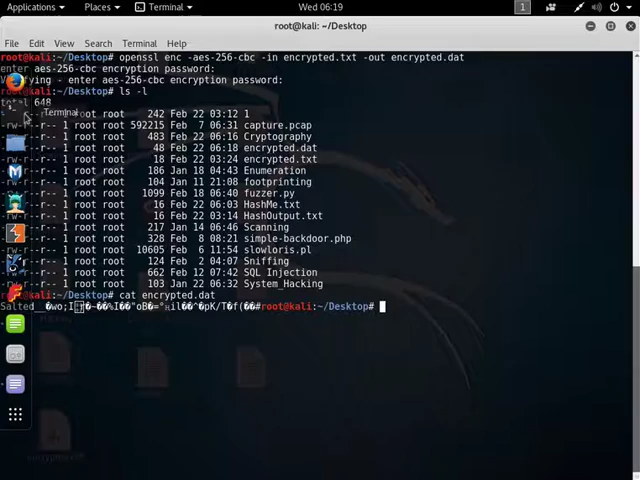 Applications Places Terminal Wed 06:19 1
root@kali: ~/Desktop
File Edit View Search Terminal Help
root@kali:~/Desktop# openssl enc -aes-256-cbc -in encrypted.txt -out encrypted.dat
enter aes-256-cbc encryption password:
Verifying - enter aes-256-cbc encryption password:
root@kali:~/Desktop# ls -l
total 648
Terminal
-rw-r--r-- 1 root root 242 Feb 22 03:12 1
-rw-r--r-- 1 root root 592215 Feb 7 06:31 capture.pcap
-rw-r--r-- 1 root root 483 Feb 22 06:16 Cryptography
-rw-r--r-- 1 root root 48 Feb 22 06:18 encrypted.dat
-rw-r--r-- 1 root root 18 Feb 22 03:24 encrypted.txt
-rw-r--r-- 1 root root 186 Jan 18 04:43 Enumeration
-rw-r--r-- 1 root root 104 Jan 11 21:08 footprinting
-rw-r--r-- 1 root root 1099 Feb 18 06:40 fuzzer.py
-rw-r--r-- 1 root root 16 Feb 22 03:03 HashMe.txt
-rw-r--r-- 1 root root 16 Feb 22 03:14 HashOutput.txt
-rw-r--r-- 1 root root 217 Jan 14 06:46 Scanning
-rw-r--r-- 1 root root 328 Feb 8 08:21 simple-backdoor.php
-rw-r--r-- 1 root root 10605 Feb 6 11:54 slowloris.pl
-rw-r--r-- 1 root root 44 Feb 2 04:13 Sniffing
-rw-r--r-- 1 root root 662 Feb 12 07:42 SQL Injection
-rw-r--r-- 1 root root 103 Jan 22 06:32 System_Hacking
root@kali:~/Desktop# cat encrypted.dat
Salted__ root@kali:~/Desktop#